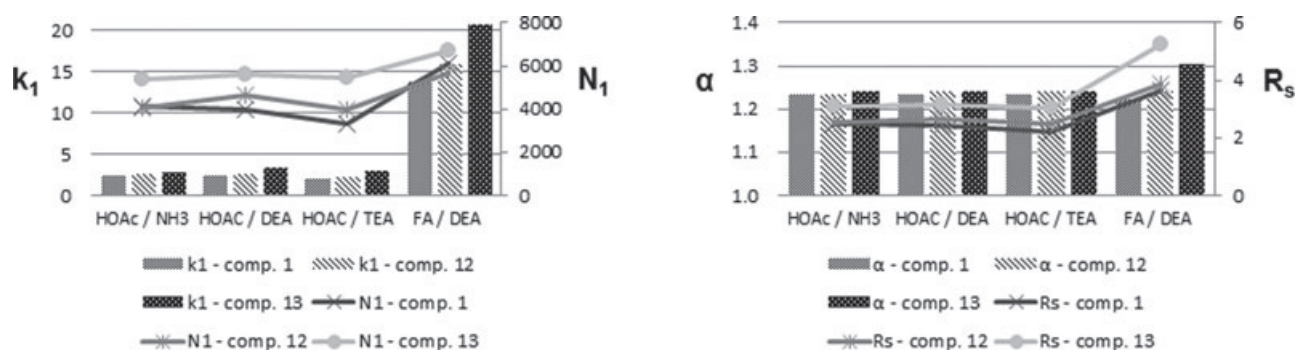 20
15
10
5
0
k1
8000
6000
4000
2000
0
N1
HOAc / NH3 HOAC / DEA HOAC / TEA FA / DEA
k1 - comp. 1 k1 - comp. 12
k1 - comp. 13 N1 - comp. 1
N1 - comp. 12 N1 - comp. 13
1.4
1.3
1.2
1.1
1.0
α
6
4
2
0
Rs
HOAc / NH3 HOAC / DEA HOAC / TEA FA / DEA
α - comp. 1 α - comp. 12
α - comp. 13 Rs - comp. 1
Rs - comp. 12 Rs - comp. 13